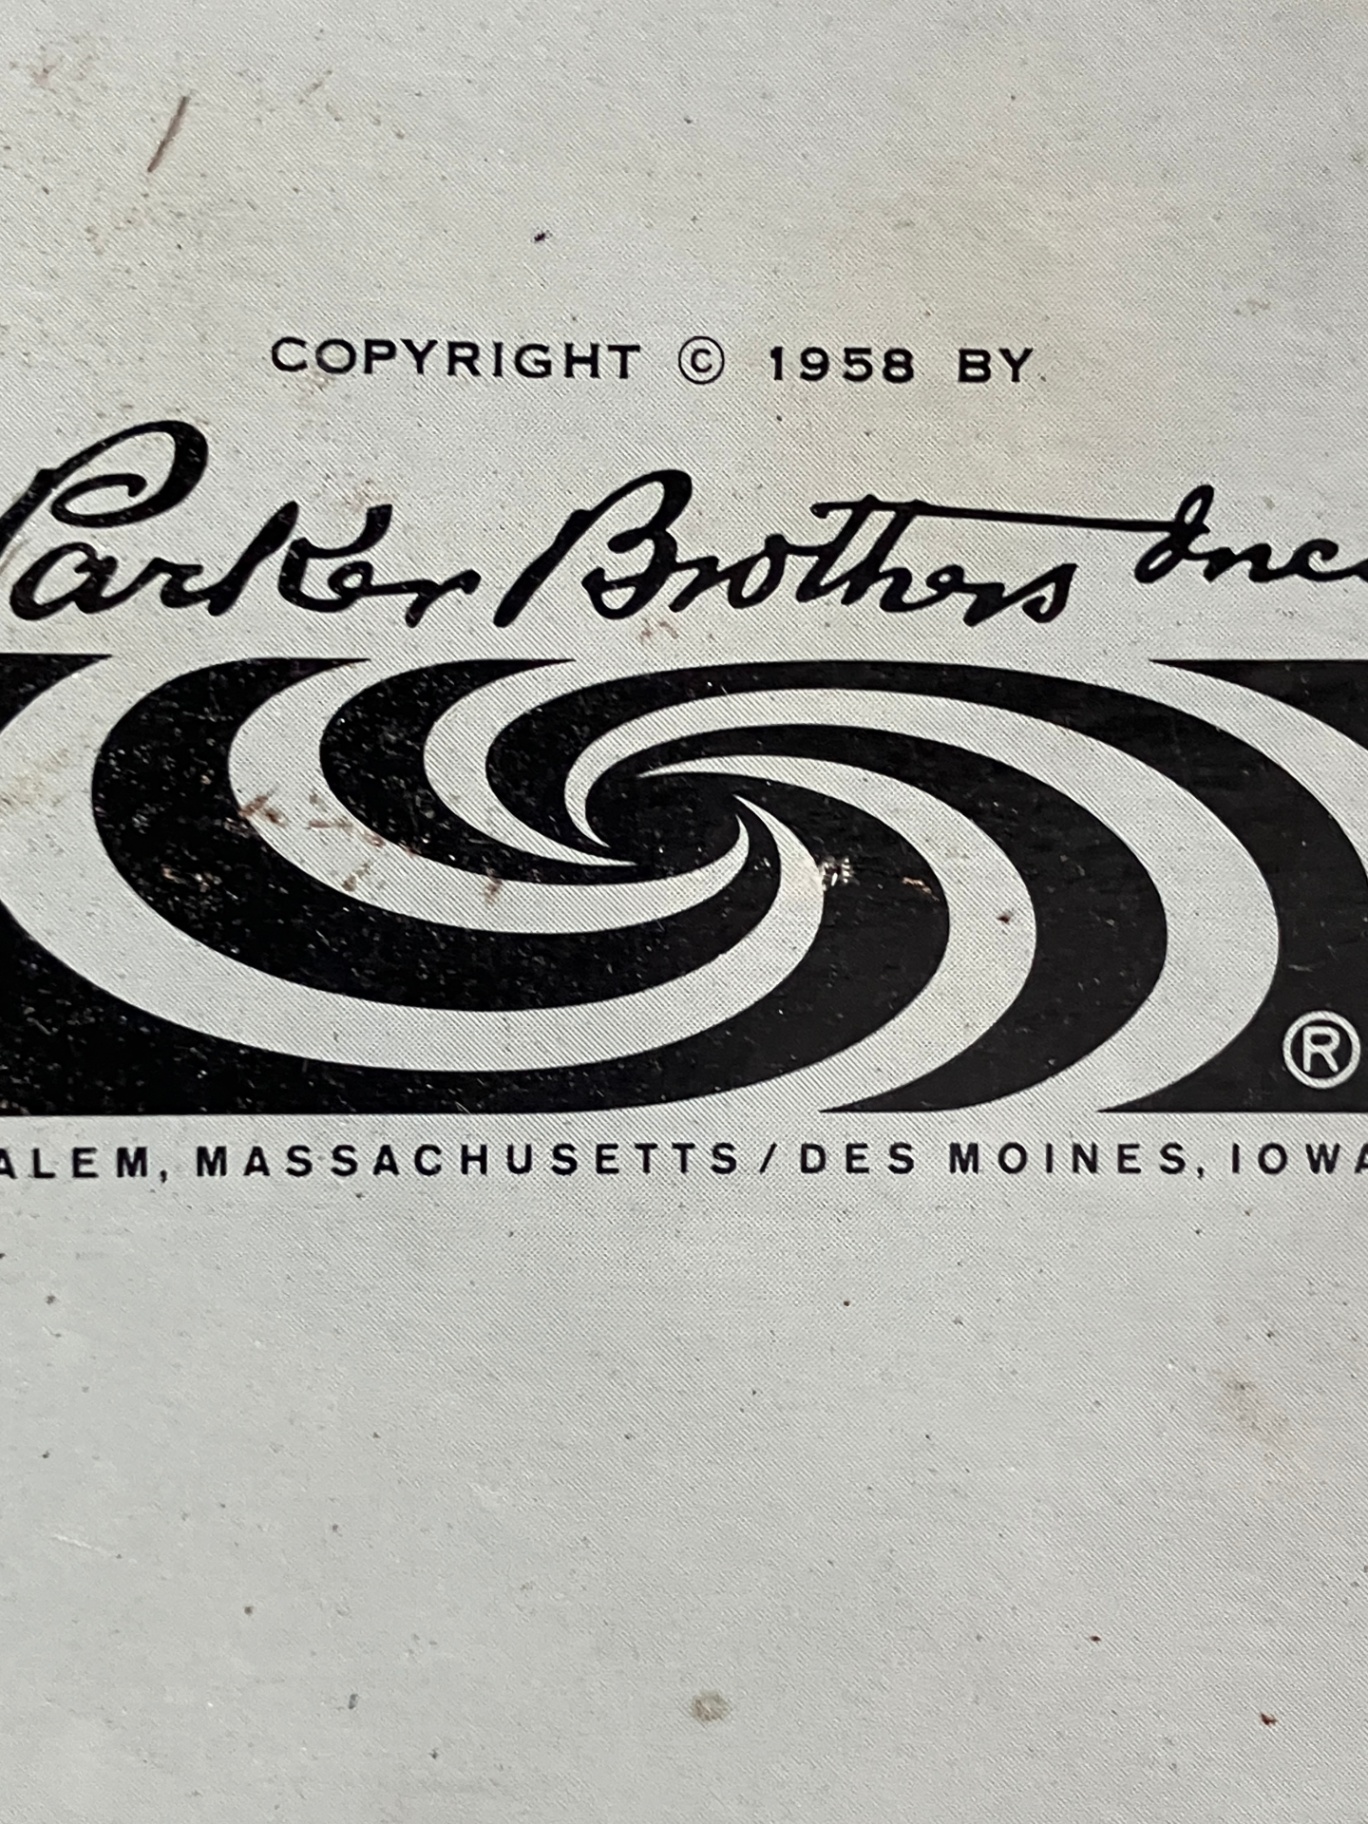 COPYRIGHT © 1958 BY
Parker Brothers Inc.
®
ALEM, MASSACHUSETTS/DES MOINES, IOWA